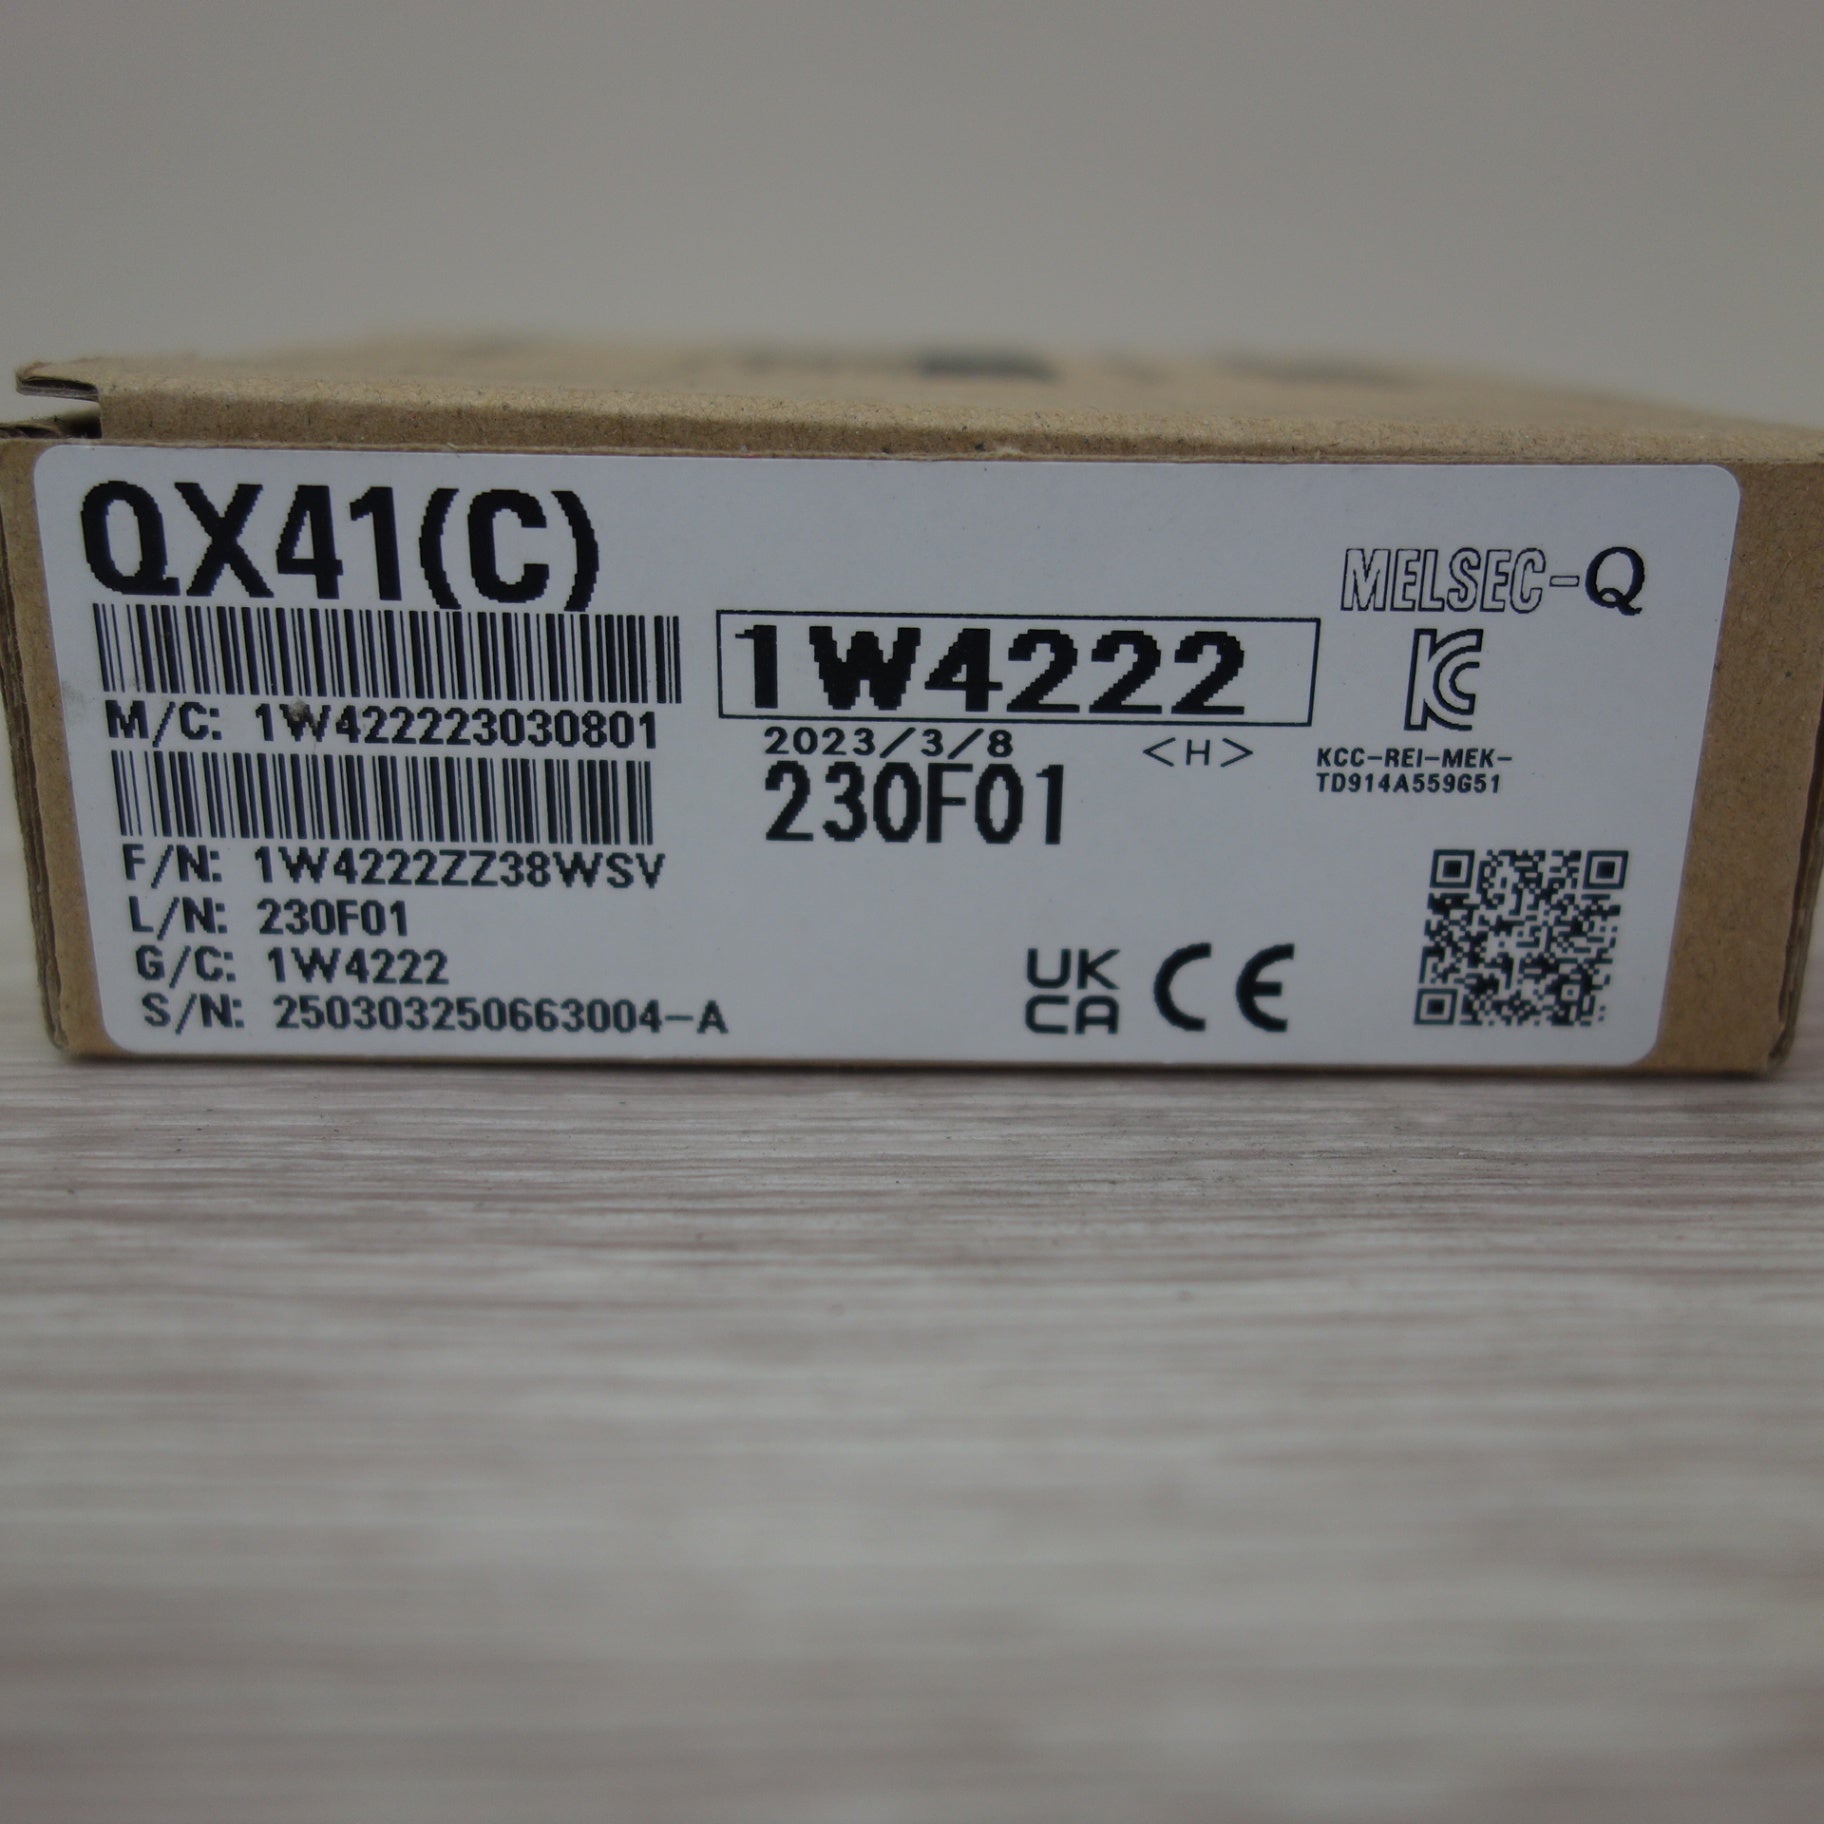 QX41(C)
M/C: 1W422223030801
F/N: 1W4222ZZ38WSV
L/N: 230F01
G/C: 1W4222
S/N: 250303250663004-A
1W4222
2023/3/8 <H>
230F01
UK
CA
CE
MELSEC-Q
KC
KCC-REI-MEK-
TD914A559G51